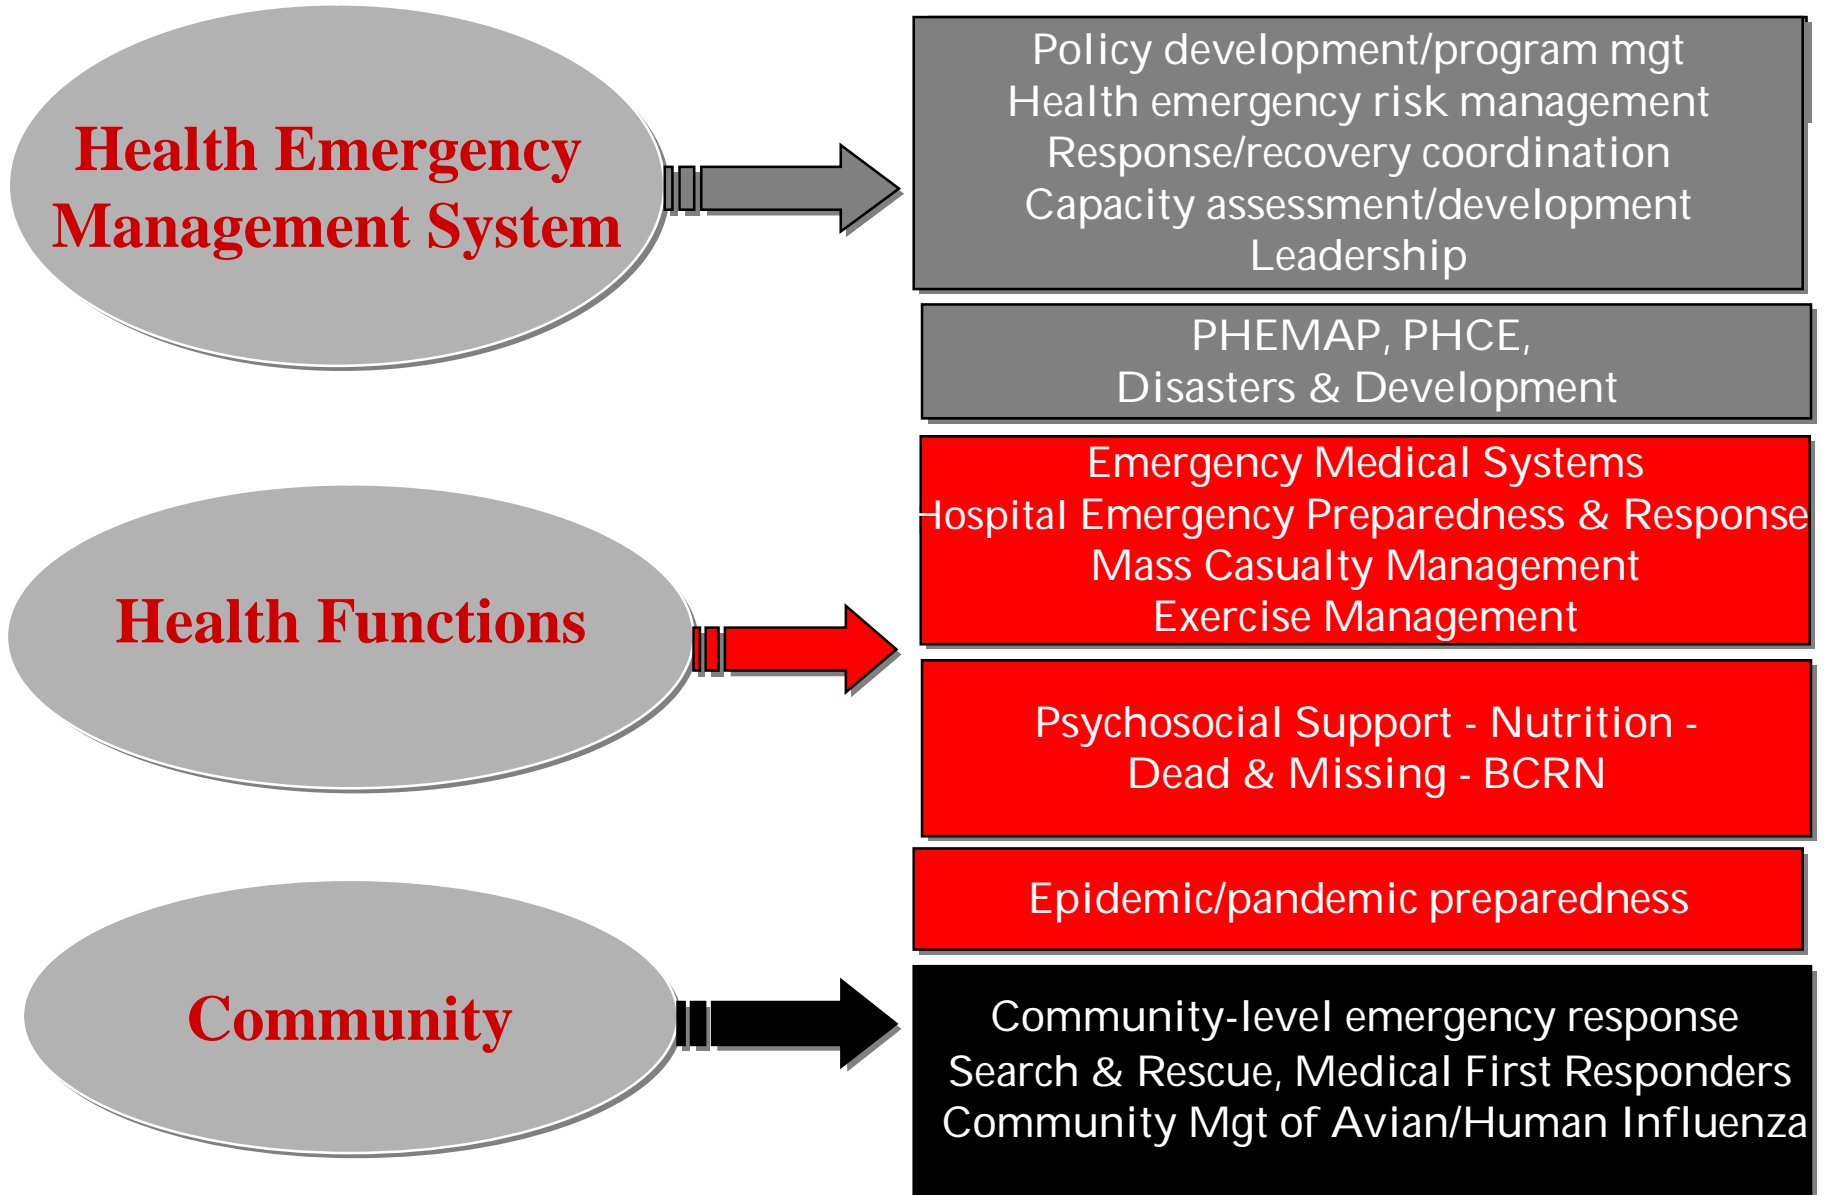 Health Emergency
Management System
Policy development/program mgt
Health emergency risk management
Response/recovery coordination
Capacity assessment/development
Leadership
PHEMAP, PHCE,
Disasters & Development
Health Functions
Emergency Medical Systems
Hospital Emergency Preparedness & Response
Mass Casualty Management
Exercise Management
Psychosocial Support - Nutrition -
Dead & Missing - BCRN
Epidemic/pandemic preparedness
Community
Community-level emergency response
Search & Rescue, Medical First Responders
Community Mgt of Avian/Human Influenza